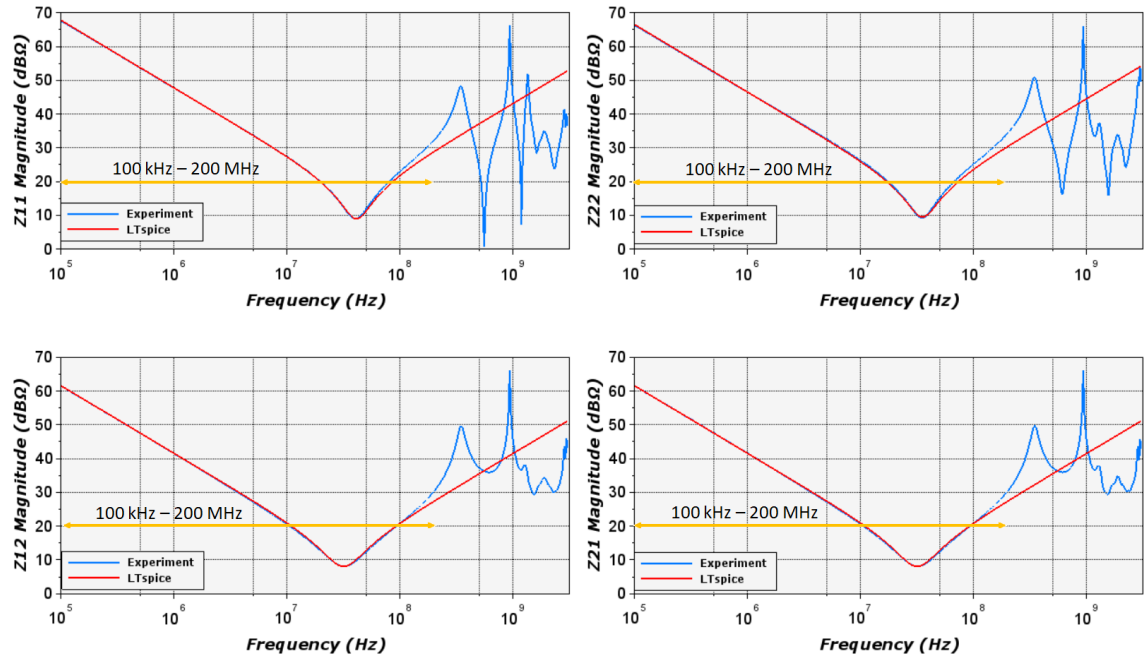 Z11 Magnitude (dBΩ)
70
60
50
40
30
20
10
0
100 kHz – 200 MHz
Experiment
LTspice
10^5
10^6
10^7
10^8
10^9
Frequency (Hz)
Z22 Magnitude (dBΩ)
70
60
50
40
30
20
10
0
100 kHz – 200 MHz
Experiment
LTspice
10^5
10^6
10^7
10^8
10^9
Frequency (Hz)
Z12 Magnitude (dBΩ)
70
60
50
40
30
20
10
0
100 kHz – 200 MHz
Experiment
LTspice
10^5
10^6
10^7
10^8
10^9
Frequency (Hz)
Z21 Magnitude (dBΩ)
70
60
50
40
30
20
10
0
100 kHz – 200 MHz
Experiment
LTspice
10^5
10^6
10^7
10^8
10^9
Frequency (Hz)